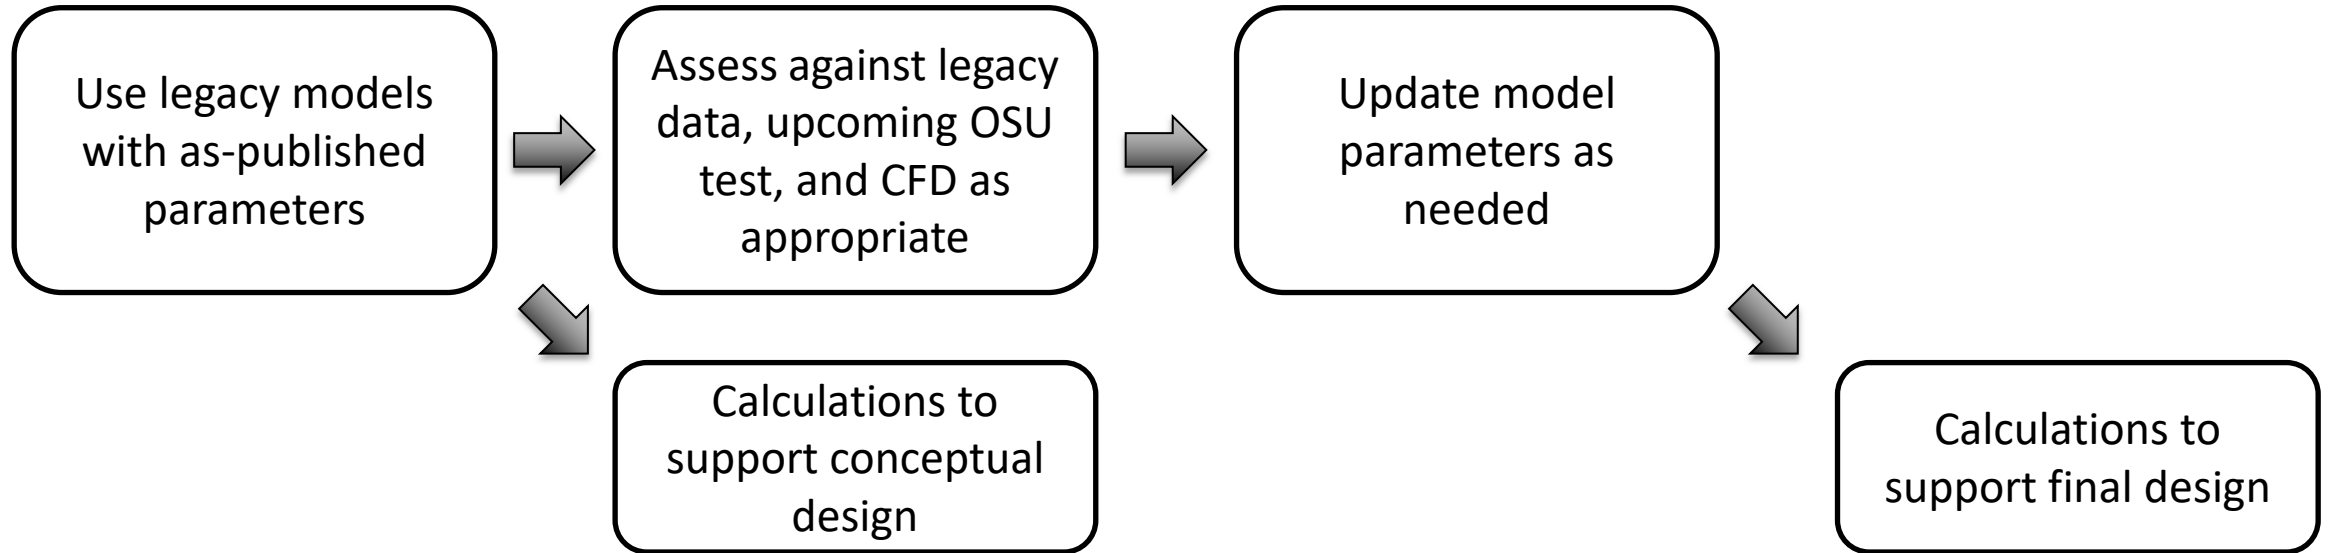 Use legacy models
with as-published
parameters
Assess against legacy
data, upcoming OSU
test, and CFD as
appropriate
Update model
parameters as
needed
Calculations to
support conceptual
design
Calculations to
support final design